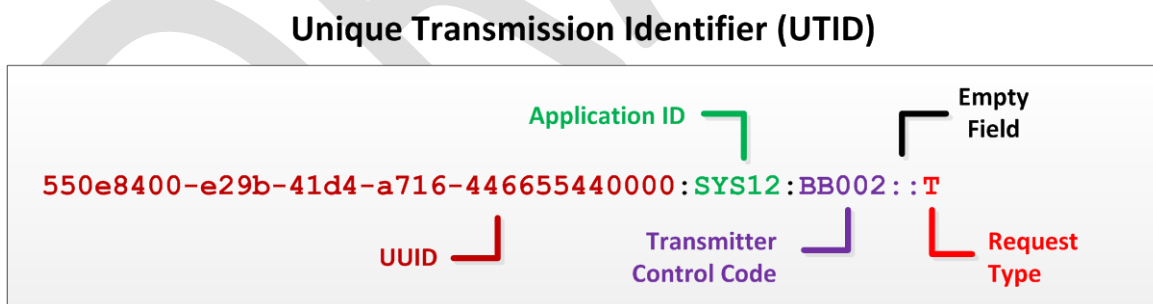 Unique Transmission Identifier (UTID)
Application ID
Empty
Field
550e8400-e29b-41d4-a716-446655440000:SYS12:BB002::T
UUID
Transmitter
Control Code
Request
Type